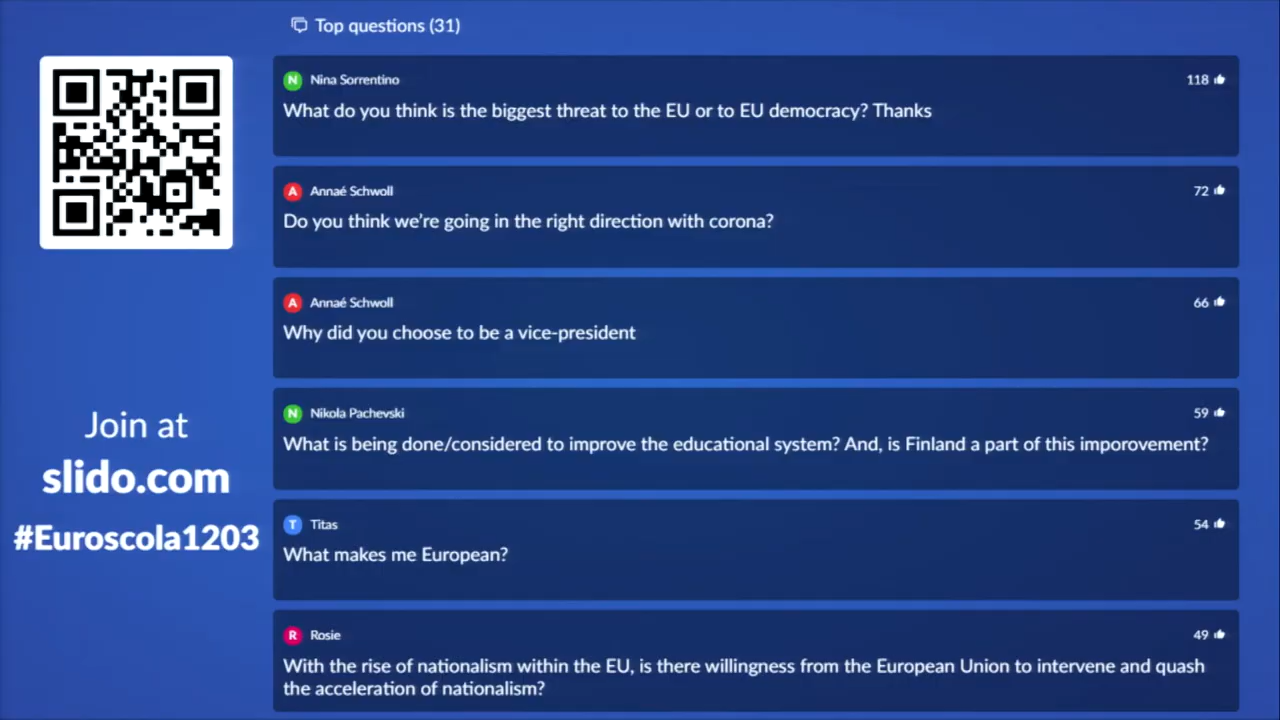 Top questions (31)
N Nina Sorrentino 118
What do you think is the biggest threat to the EU or to EU democracy? Thanks
A Annaé Schwoll 72
Do you think we’re going in the right direction with corona?
A Annaé Schwoll 66
Why did you choose to be a vice-president
N Nikola Pachevski 59
What is being done/considered to improve the educational system? And, is Finland a part of this imporovement?
T Titas 54
What makes me European?
R Rosie 49
With the rise of nationalism within the EU, is there willingness from the European Union to intervene and quash
the acceleration of nationalism?
Join at
slido.com
#Euroscola1203